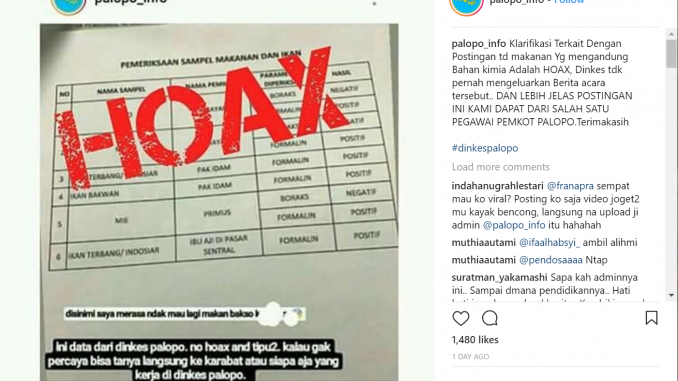 palopo_info
PEMERIKSAAN SAMPEL MAKANAN DAN IKAN
NO NAMA SAMPEL NAMA PARAMETER DIPERIKSA HASIL
BORAKS NEGATIF
POSITIF
FORMALIN POSITIF
3 TERBANG/ PAK IDAM FORMALIN POSITIF
4 IKAN BAKWAN PAK IDAM FORMALIN POSITIF
5 MIE PRIMUS BORAKS NEGATIF
FORMALIN POSITIF
6 IKAN TERBANG/ INDOSIAR IBU AJI DI PASAR SENTRAL FORMALIN POSITIF
HOAX
disinimi saya merasa ndak mau lagi makan bakso
ini data dari dinkes palopo. no hoax and tipu2. kalau gak
percaya bisa tanya langsung ke karabat atau siapa aja yang
kerja di dinkes palopo.
palopo_info • Follow
palopo_info Klarifikasi Terkait Dengan
Postingan td makanan Yg mengandung
Bahan kimia Adalah HOAX, Dinkes tdk
pernah mengeluarkan Berita acara
tersebut.. DAN LEBIH JELAS POSTINGAN
INI KAMI DAPAT DARI SALAH SATU
PEGAWAI PEMKOT PALOPO.Terimakasih
#dinkespalopo
Load more comments
indahanugrahlestari @franapra sempat
mau ko viral? Posting ko saja video joget2
mu kayak bencong, langsung na upload ji
admin @palopo_info itu hahahah
muthiaautami @ifaalhabsyi_ ambil alihmi
muthiaautami @pendosaaaa Ntap
suratman_yakamashi Sapa kah adminnya
ini.. Sampai dmana pendidikannya.. Hati
1,480 likes
1 DAY AGO